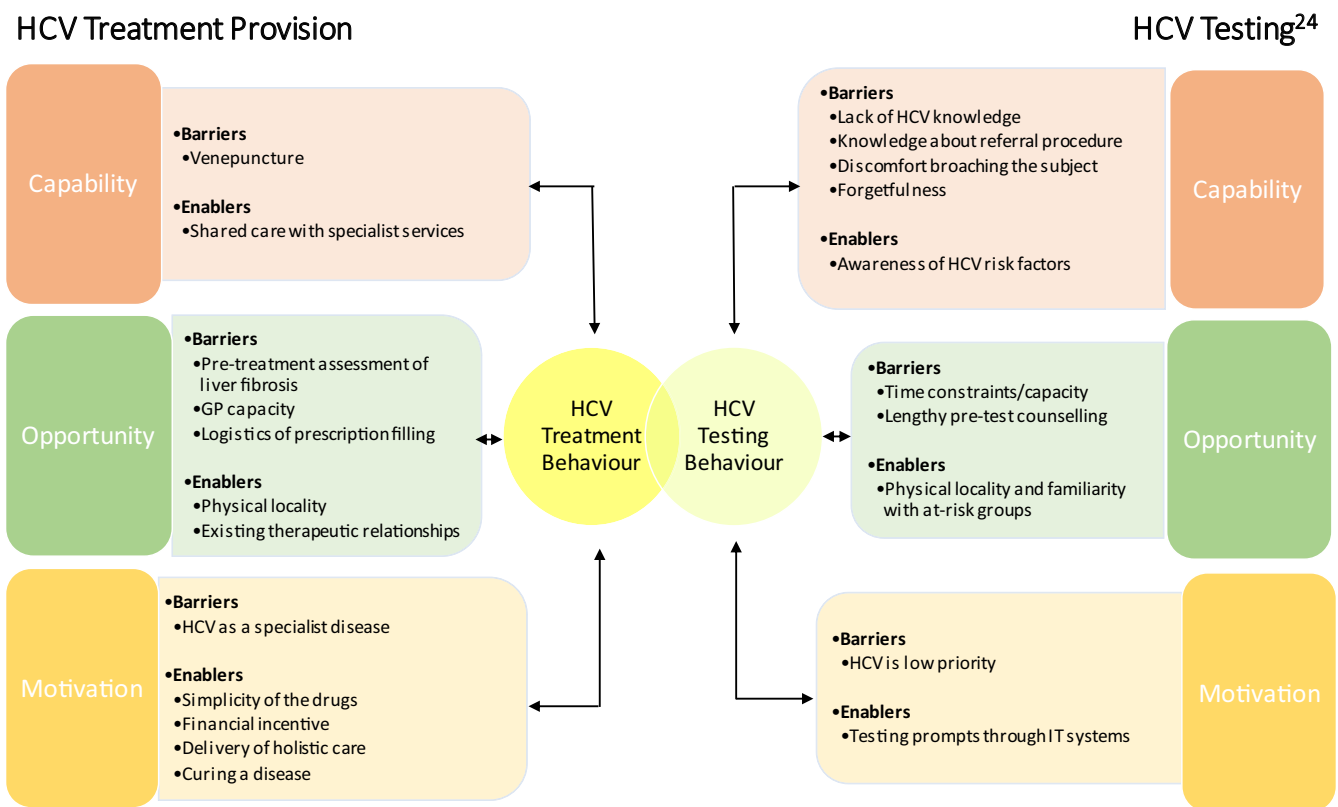 HCV Treatment Provision
HCV Testing24
Capability
•Barriers
•Venepuncture
•Enablers
•Shared care with specialist services
Opportunity
•Barriers
•Pre-treatment assessment of
liver fibrosis
•GP capacity
•Logistics of prescription filling
•Enablers
•Physical locality
•Existing therapeutic relationships
Motivation
•Barriers
•HCV as a specialist disease
•Enablers
•Simplicity of the drugs
•Financial incentive
•Delivery of holistic care
•Curing a disease
HCV
Treatment
Behaviour
HCV
Testing
Behaviour
•Barriers
•Lack of HCV knowledge
•Knowledge about referral procedure
•Discomfort broaching the subject
•Forgetfulness
•Enablers
•Awareness of HCV risk factors
Capability
•Barriers
•Time constraints/capacity
•Lengthy pre-test counselling
•Enablers
•Physical locality and familiarity
with at-risk groups
Opportunity
•Barriers
•HCV is low priority
•Enablers
•Testing prompts through IT systems
Motivation